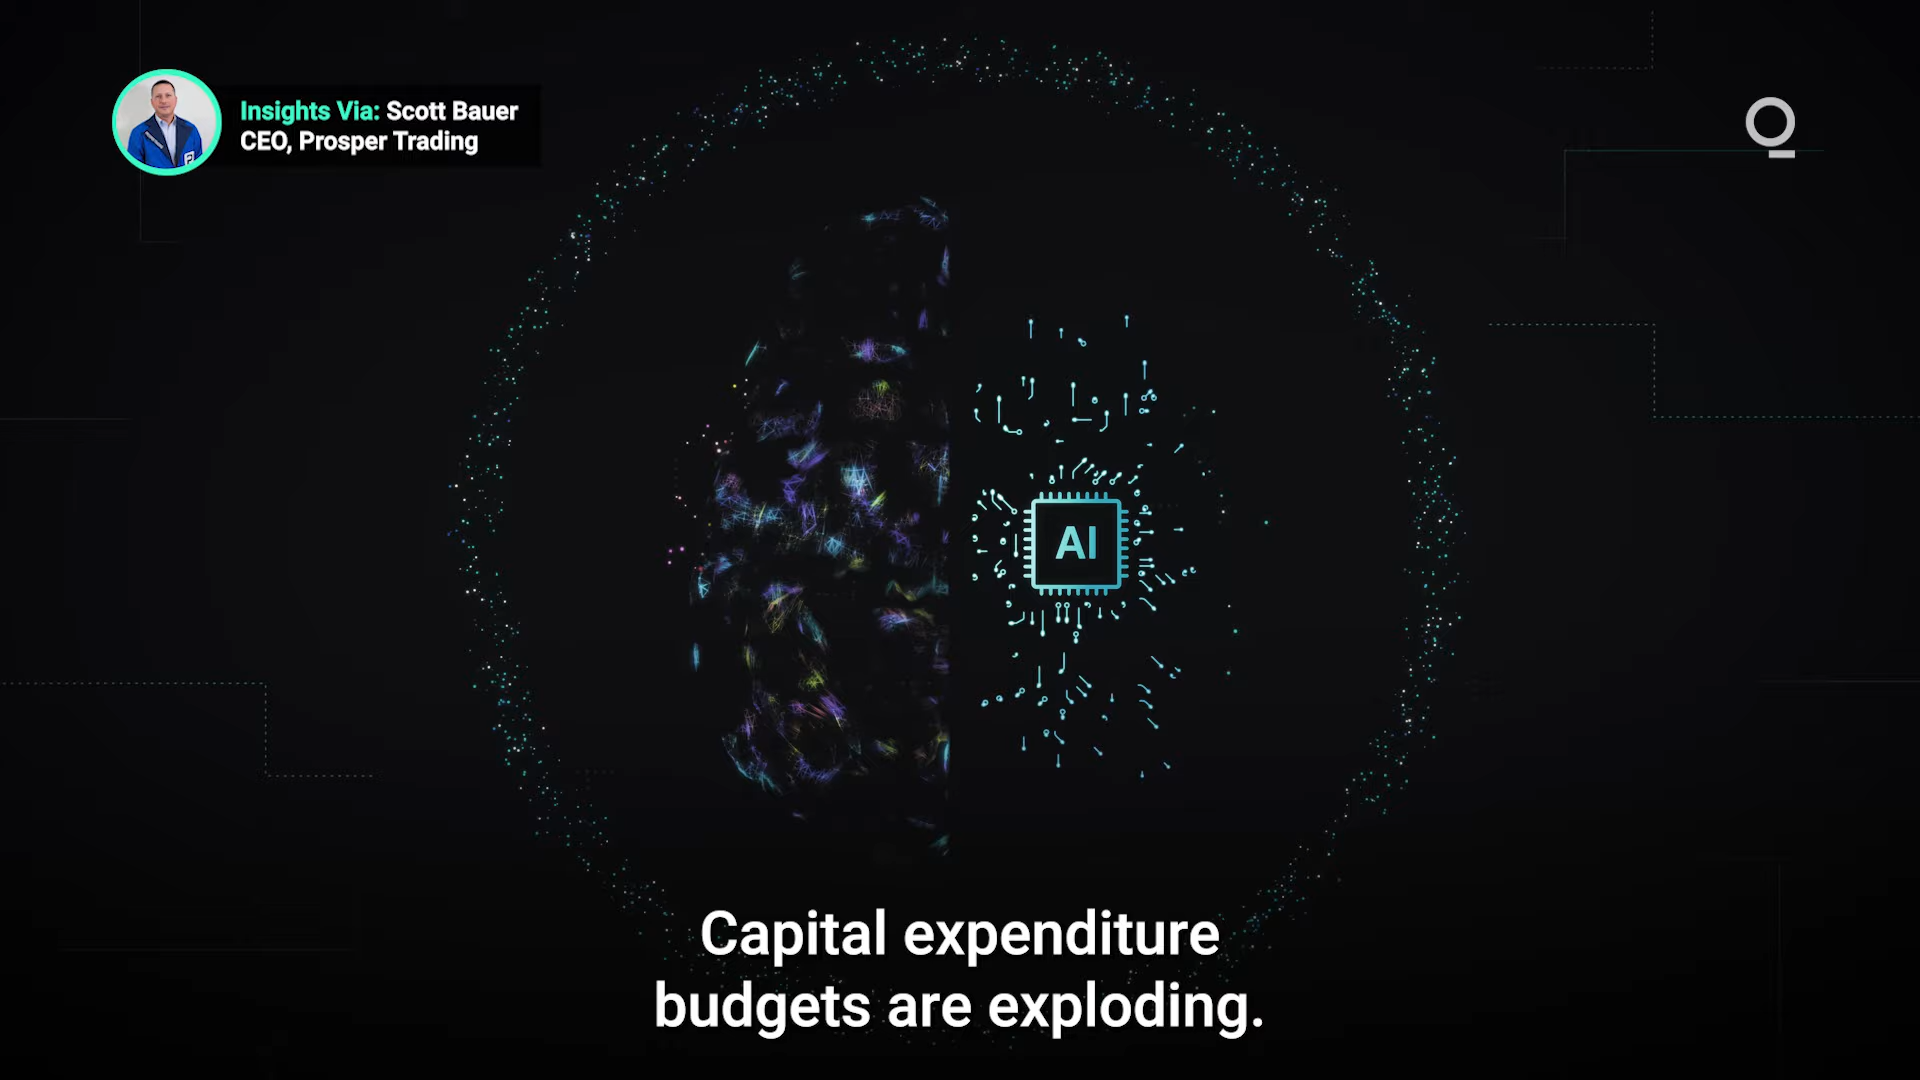 Insights Via: Scott Bauer
CEO, Prosper Trading
AI
Capital expenditure
budgets are exploding.